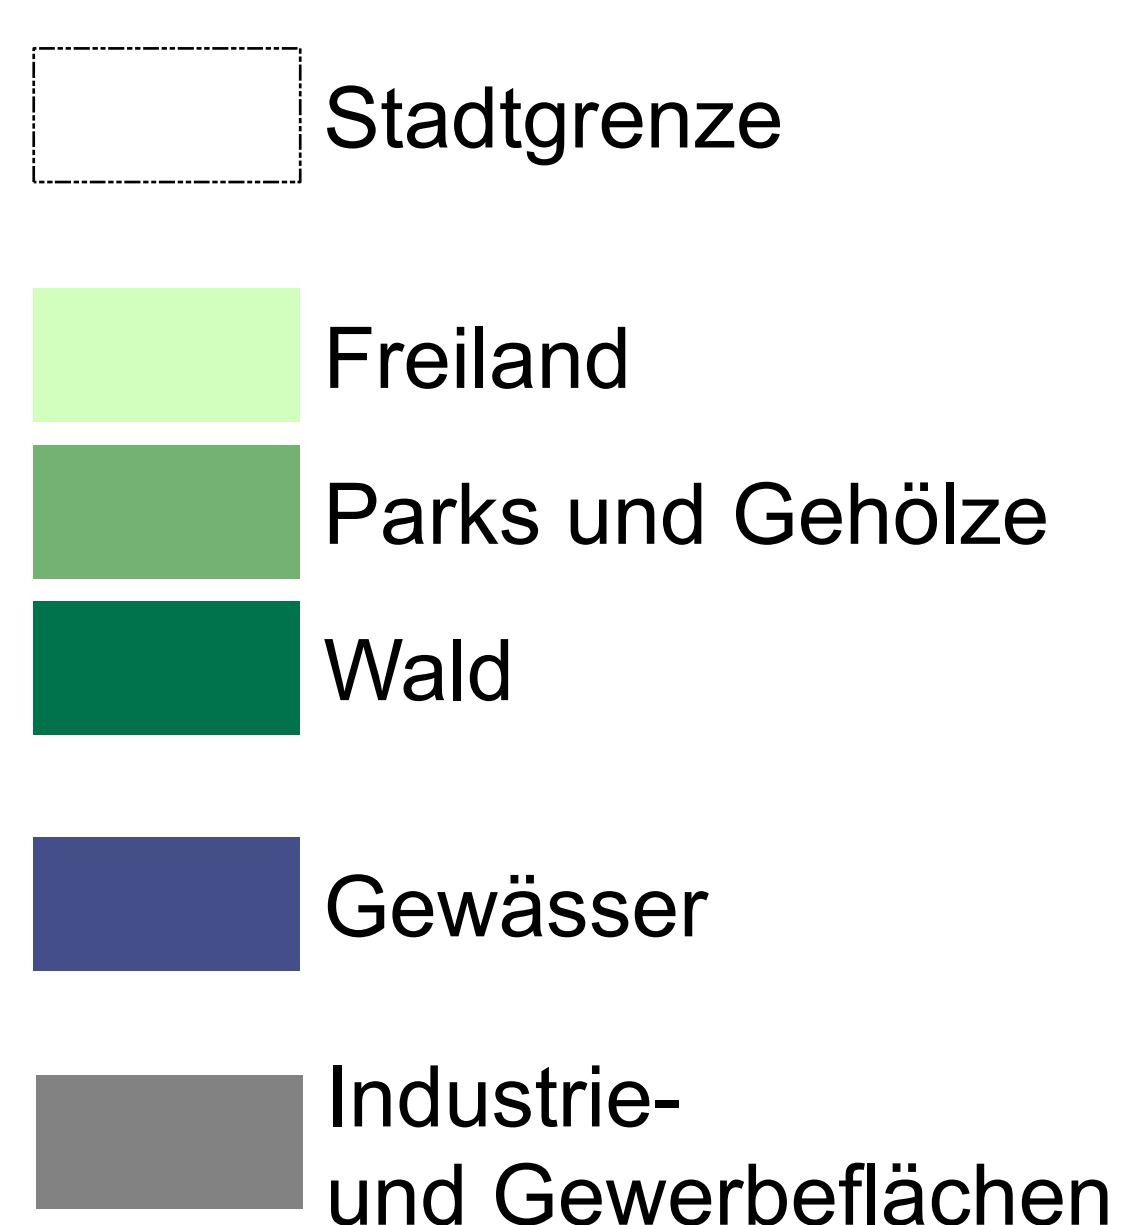 Stadtgrenze
Freiland
Parks und Gehölze
Wald
Gewässer
Industrie-
und Gewerbeflächen